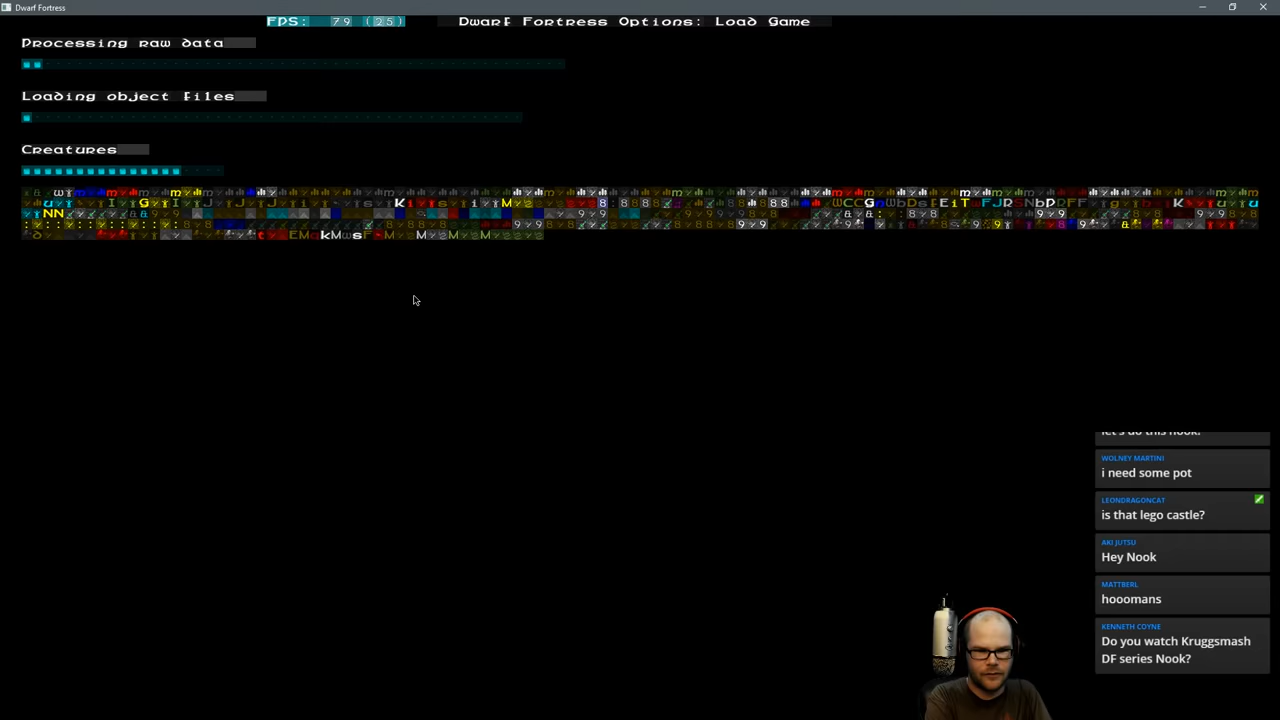 Dwarf Fortress
FPS: 79 (25)
Dwarf Fortress Options: Load Game
Processing raw data
Loading object files
Creatures
let's do this nook!
WOLNEY MARTINI
i need some pot
LEONDRAGONCAT
is that lego castle?
AKI JUTSU
Hey Nook
MATTBERL
hooomans
KENNETH COYNE
Do you watch Kruggsmash
DF series Nook?